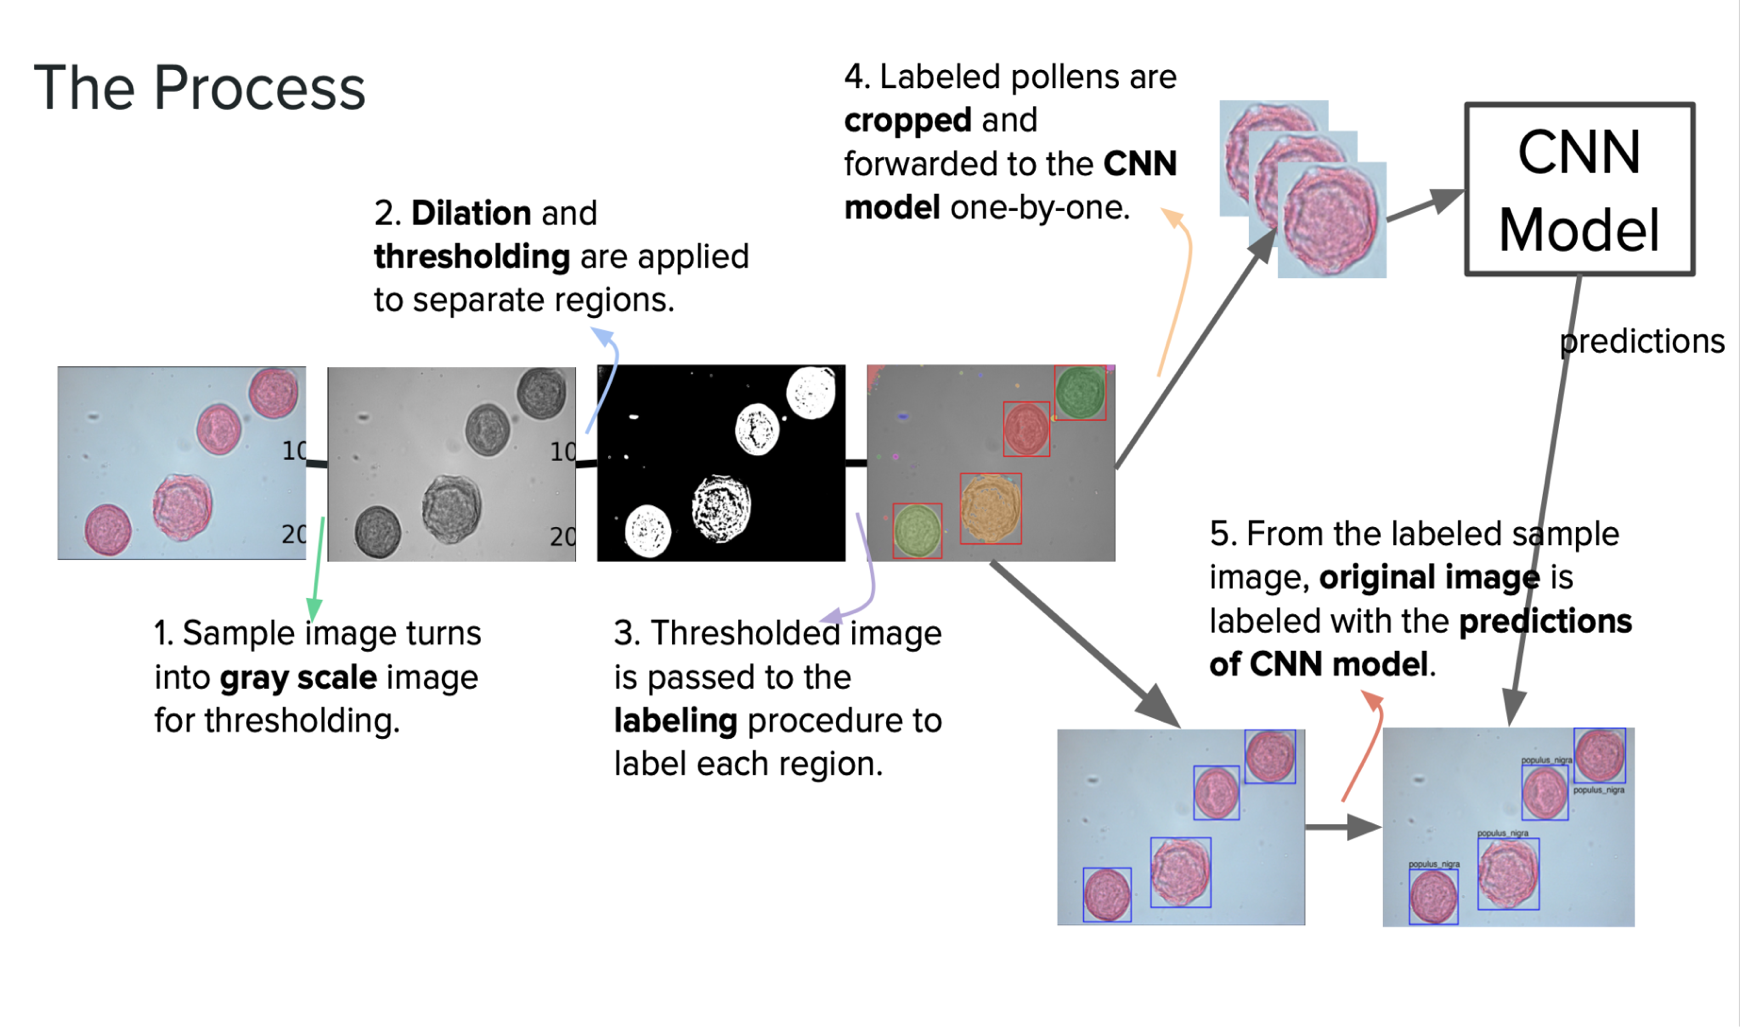 The Process
4. Labeled pollens are
cropped and
forwarded to the CNN
model one-by-one.
CNN
Model
2. Dilation and
thresholding are applied
to separate regions.
predictions
10
20
10
20
1. Sample image turns
into gray scale image
for thresholding.
3. Thresholded image
is passed to the
labeling procedure to
label each region.
5. From the labeled sample
image, original image is
labeled with the predictions
of CNN model.
populus_nigra
populus_nigra
populus_nigra
populus_nigra